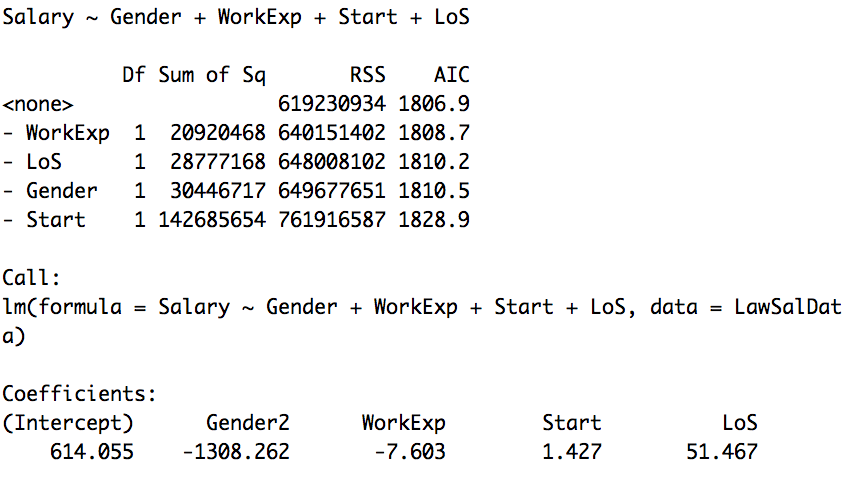 Salary ~ Gender + WorkExp + Start + LoS
Df Sum of Sq RSS AIC
<none> 619230934 1806.9
- WorkExp 1 20920468 640151402 1808.7
- LoS 1 28777168 648008102 1810.2
- Gender 1 30446717 649677651 1810.5
- Start 1 142685654 761916587 1828.9
Call:
lm(formula = Salary ~ Gender + WorkExp + Start + LoS, data = LawSalDat
a)
Coefficients:
(Intercept) Gender2 WorkExp Start LoS
614.055 -1308.262 -7.603 1.427 51.467